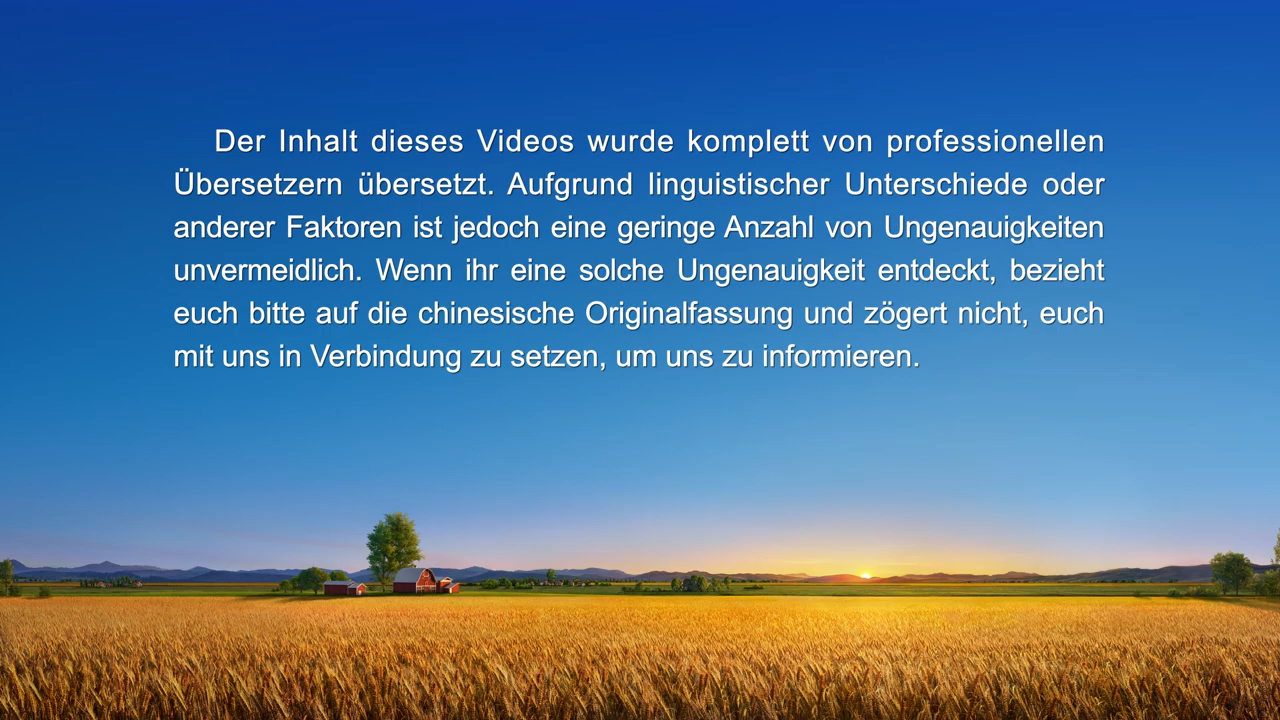 Der Inhalt dieses Videos wurde komplett von professionellen
Übersetzern übersetzt. Aufgrund linguistischer Unterschiede oder
anderer Faktoren ist jedoch eine geringe Anzahl von Ungenauigkeiten
unvermeidlich. Wenn ihr eine solche Ungenauigkeit entdeckt, bezieht
euch bitte auf die chinesische Originalfassung und zögert nicht, euch
mit uns in Verbindung zu setzen, um uns zu informieren.